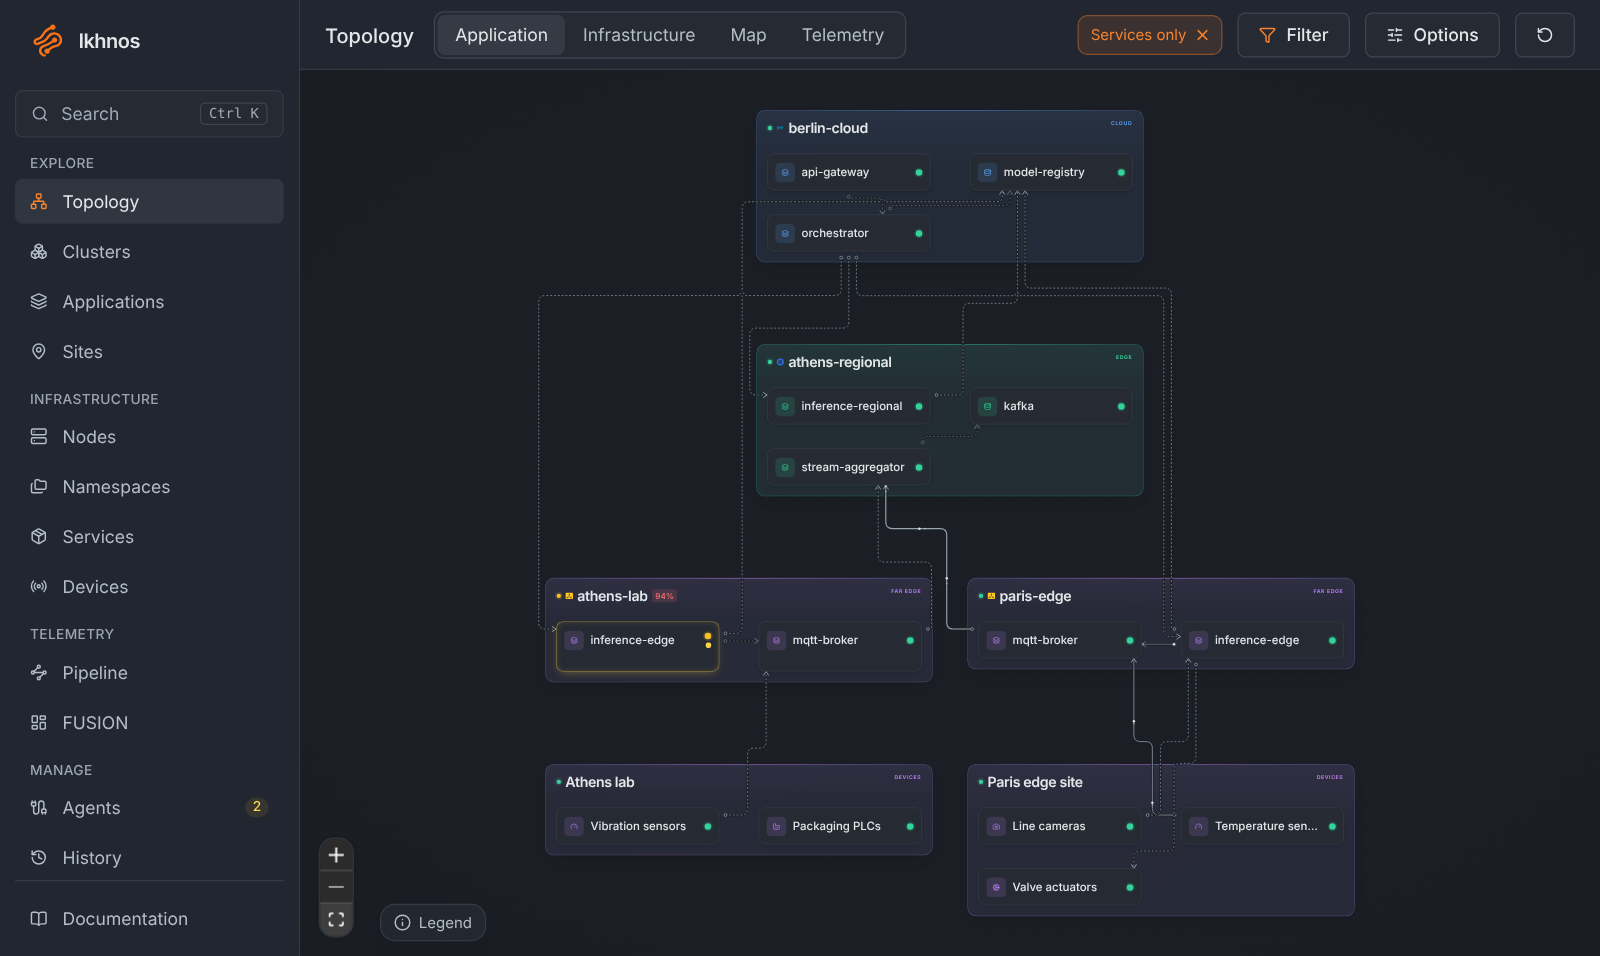 Ikhnos
Search
Ctrl K
EXPLORE
Topology
Clusters
Applications
Sites
INFRASTRUCTURE
Nodes
Namespaces
Services
Devices
TELEMETRY
Pipeline
FUSION
MANAGE
Agents
2
History
Documentation
Topology
Application
Infrastructure
Map
Telemetry
Services only
Filter
Options
berlin-cloud
CLOUD
api-gateway
model-registry
orchestrator
athens-regional
EDGE
inference-regional
kafka
stream-aggregator
athens-lab
94%
FAR EDGE
inference-edge
mqtt-broker
paris-edge
FAR EDGE
mqtt-broker
inference-edge
Athens lab
DEVICES
Vibration sensors
Packaging PLCs
Paris edge site
DEVICES
Line cameras
Temperature sen...
Valve actuators
Legend